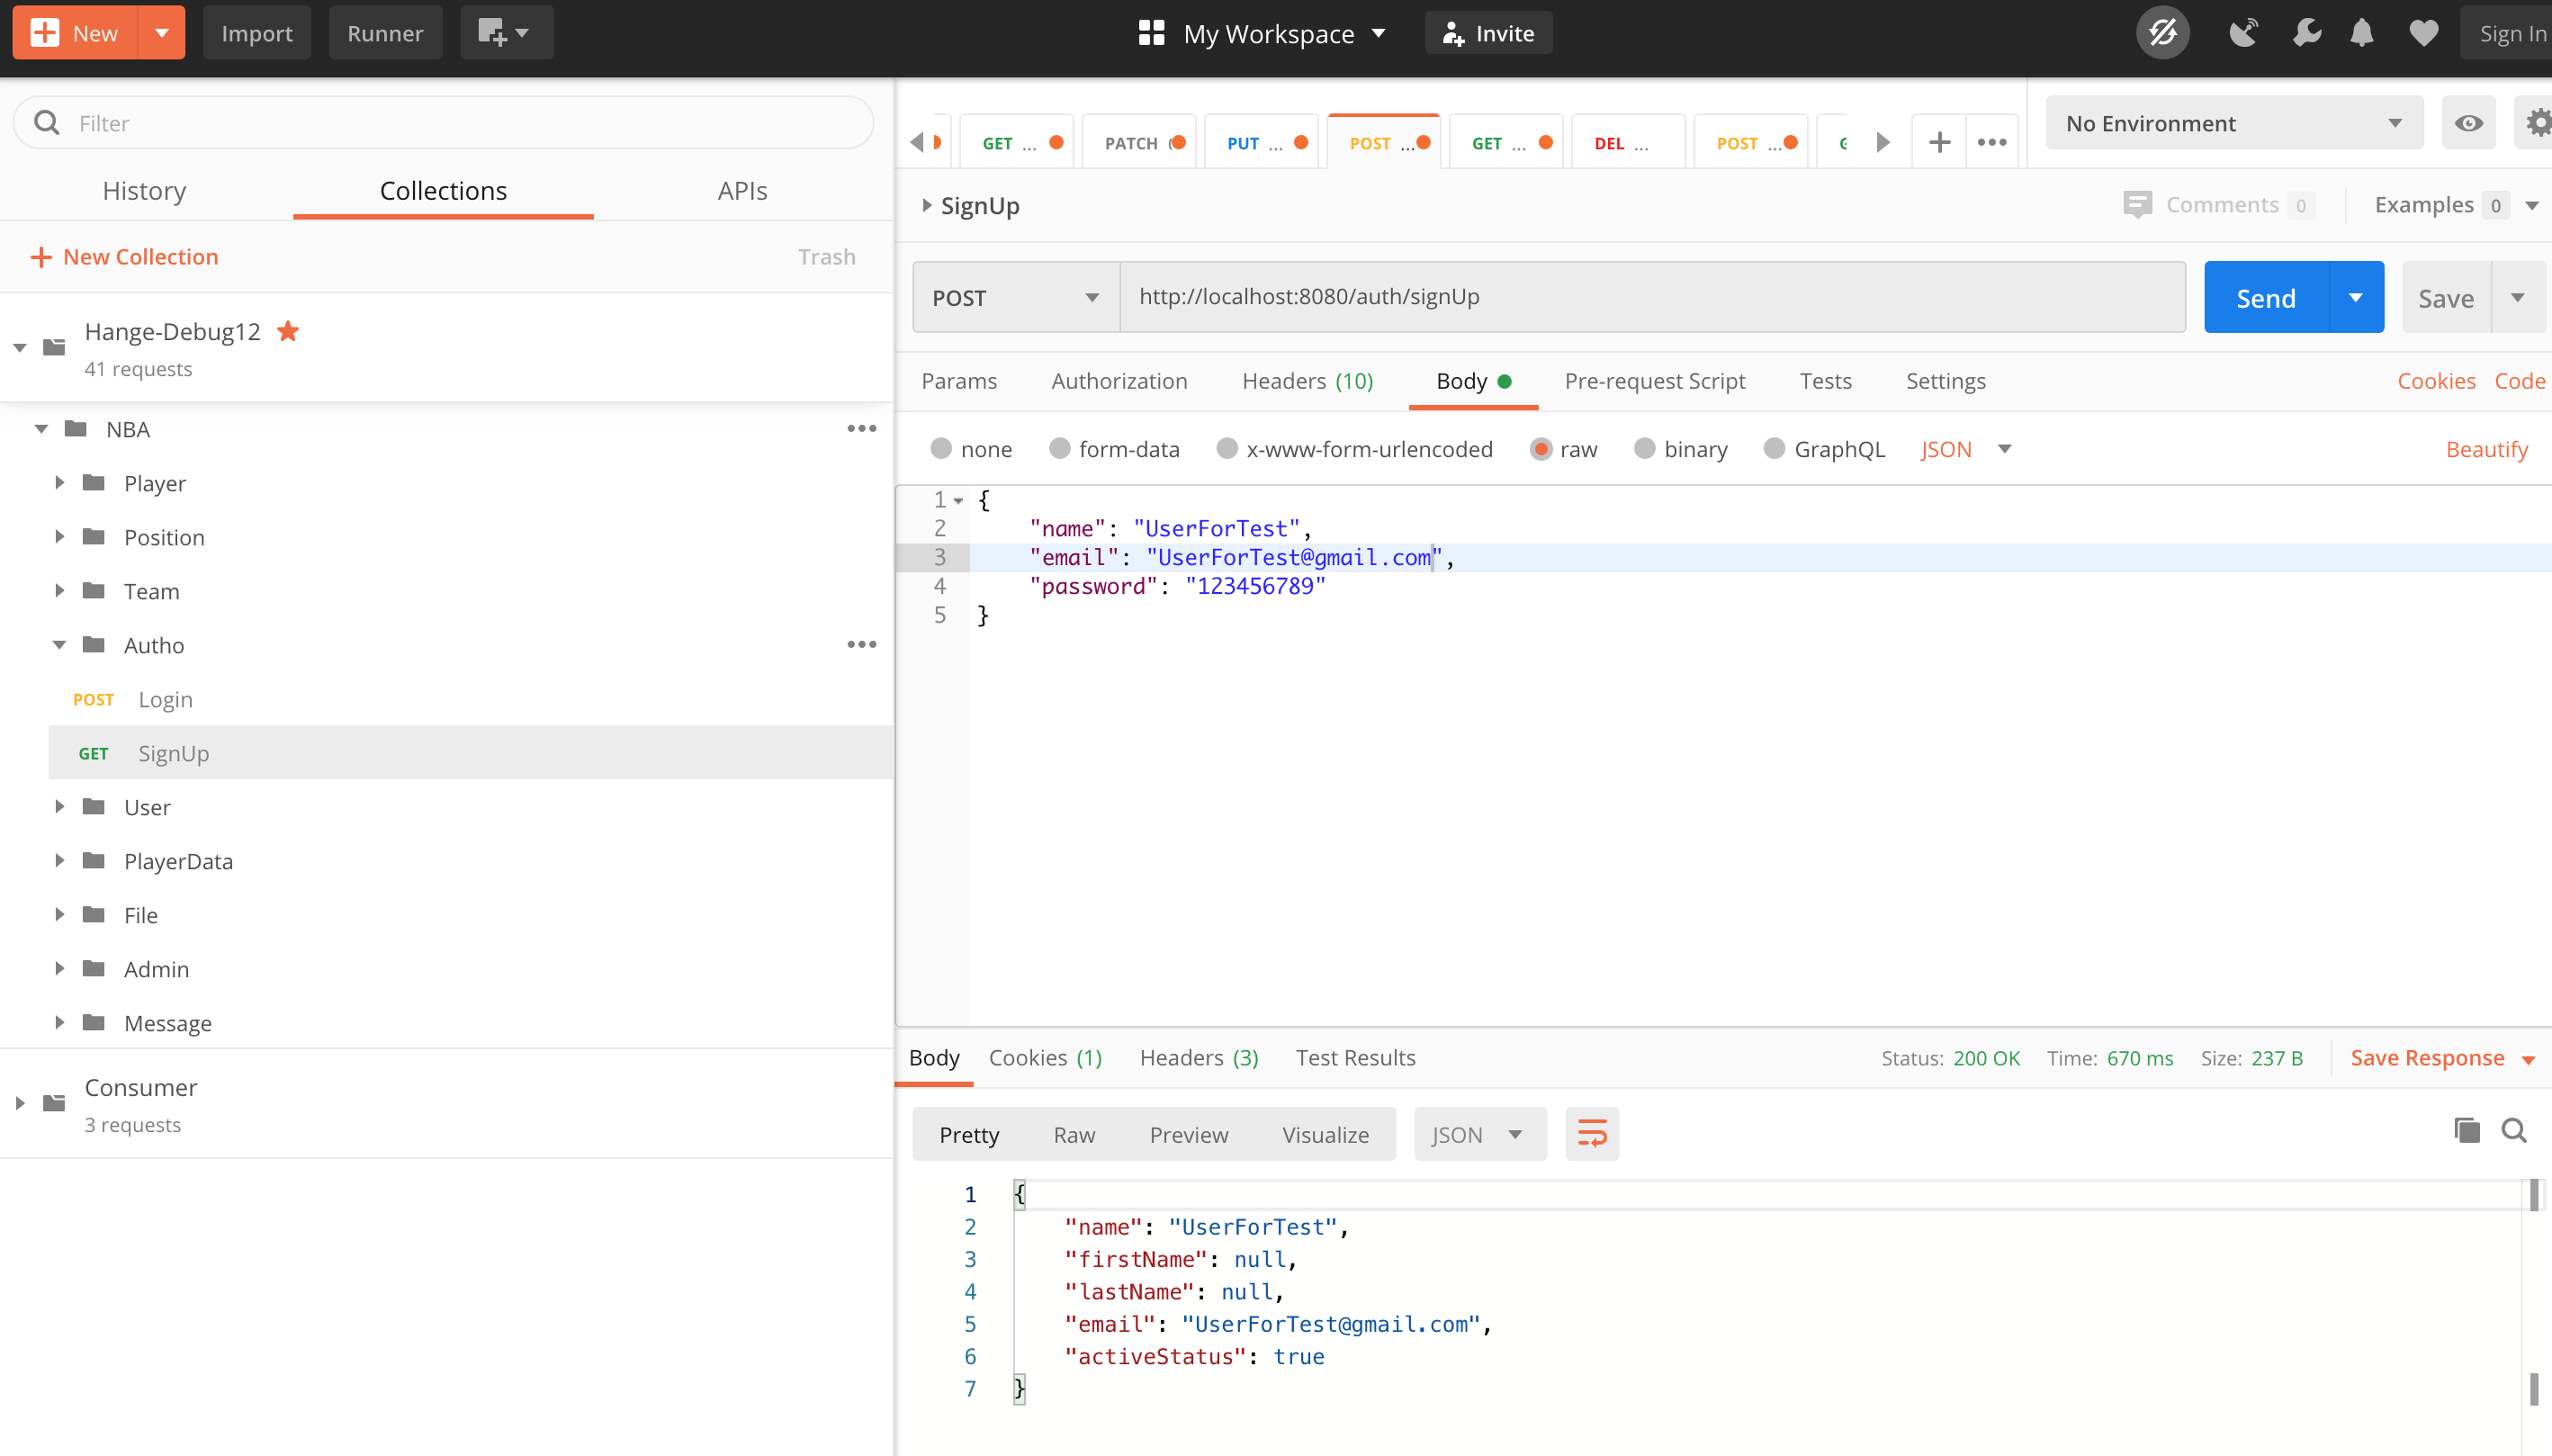 New Import Runner My Workspace Invite Sign In
Filter
History Collections APIs
New Collection Trash
Hange-Debug12
41 requests
NBA
Player
Position
Team
Autho
POST Login
GET SignUp
User
PlayerData
File
Admin
Message
Consumer
3 requests
GET ... PATCH PUT ... POST ... GET ... DEL ... POST ... No Environment
SignUp Comments 0 Examples 0
POST http://localhost:8080/auth/signUp Send Save
Params Authorization Headers (10) Body Pre-request Script Tests Settings Cookies Code
none form-data x-www-form-urlencoded raw binary GraphQL JSON Beautify
1 {
2 "name": "UserForTest",
3 "email": "UserForTest@gmail.com",
4 "password": "123456789"
5 }
Body Cookies (1) Headers (3) Test Results Status: 200 OK Time: 670 ms Size: 237 B Save Response
Pretty Raw Preview Visualize JSON
1 {
2 "name": "UserForTest",
3 "firstName": null,
4 "lastName": null,
5 "email": "UserForTest@gmail.com",
6 "activeStatus": true
7 }